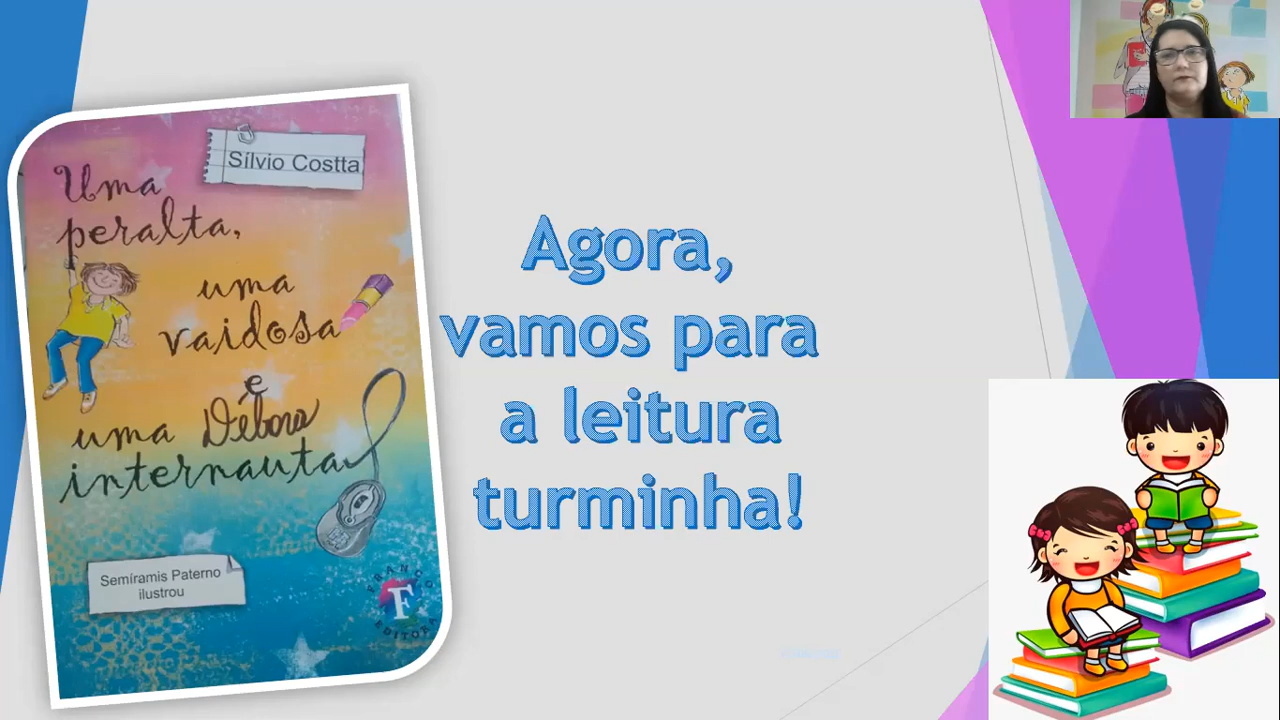 Sílvio Costta
Uma
peralta,
uma
vaidosa
e
uma Débora
internauta
Semíramis Paterno
ilustrou
FRANCO
F
EDITORA
Agora,
vamos para
a leitura
turminha!